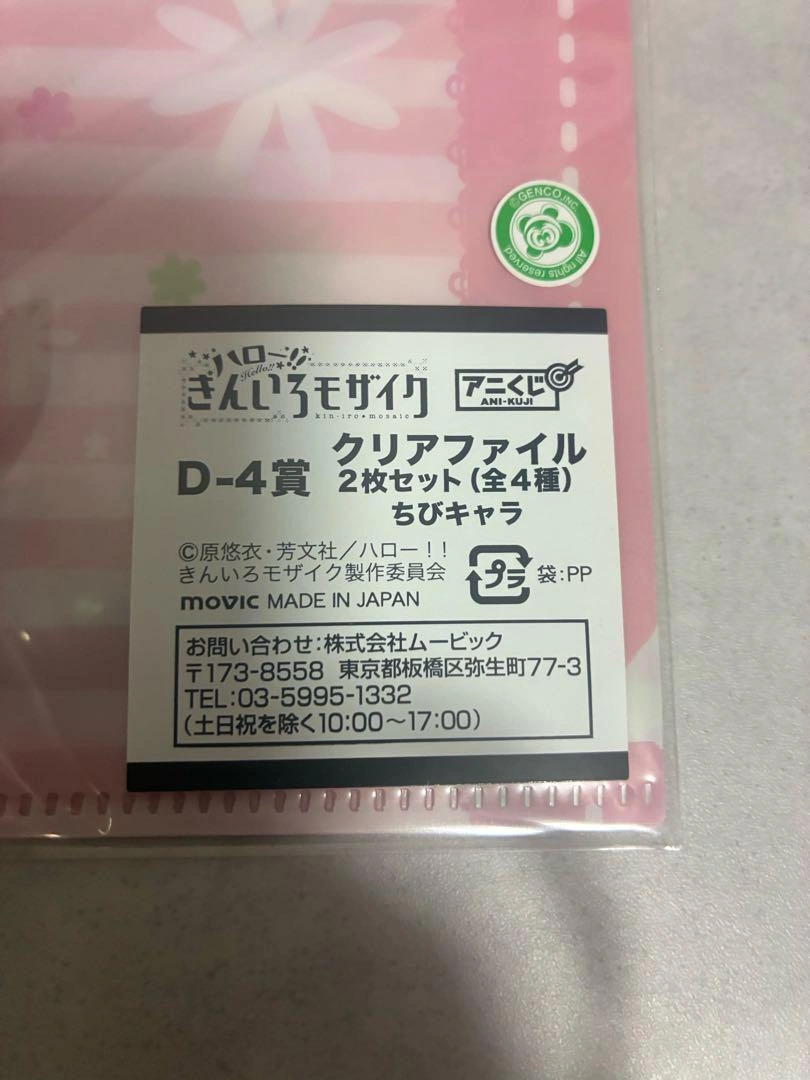 ©GENCO,INC.
All rights reserved.
ハロー!!
Hello!!
きんいろモザイク
kin-iro mosaic
アニくじ
ANI-KUJI
D-4賞
クリアファイル
2枚セット(全4種)
ちびキャラ
©原悠衣・芳文社/ハロー!!
きんいろモザイク製作委員会
プラ
袋:PP
movic MADE IN JAPAN
お問い合わせ:株式会社ムービック
〒173-8558 東京都板橋区弥生町77-3
TEL:03-5995-1332
(土日祝を除く10:00〜17:00)